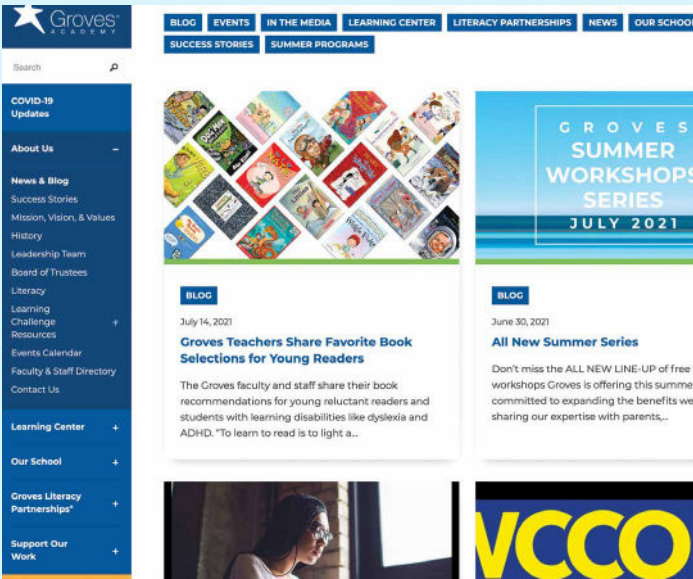 Groves
ACADEMY
BLOG EVENTS IN THE MEDIA LEARNING CENTER LITERACY PARTNERSHIPS NEWS OUR SCHOOL
SUCCESS STORIES SUMMER PROGRAMS
Search
COVID-19
Updates
About Us –
News & Blog
Success Stories
Mission, Vision, & Values
History
Leadership Team
Board of Trustees
Literacy
Learning
Challenge +
Resources
Events Calendar
Faculty & Staff Directory
Contact Us
Learning Center +
Our School +
Groves Literacy
Partnerships® +
Support Our
Work +
BLOG
July 14, 2021
Groves Teachers Share Favorite Book
Selections for Young Readers
The Groves faculty and staff share their book
recommendations for young reluctant readers and
students with learning disabilities like dyslexia and
ADHD. "To learn to read is to light a...
GROVES
SUMMER
WORKSHOPS
SERIES
JULY 2021
BLOG
June 30, 2021
All New Summer Series
Don't miss the ALL NEW LINE-UP of free
workshops Groves is offering this summe
committed to expanding the benefits we
sharing our expertise with parents,...
WCCO